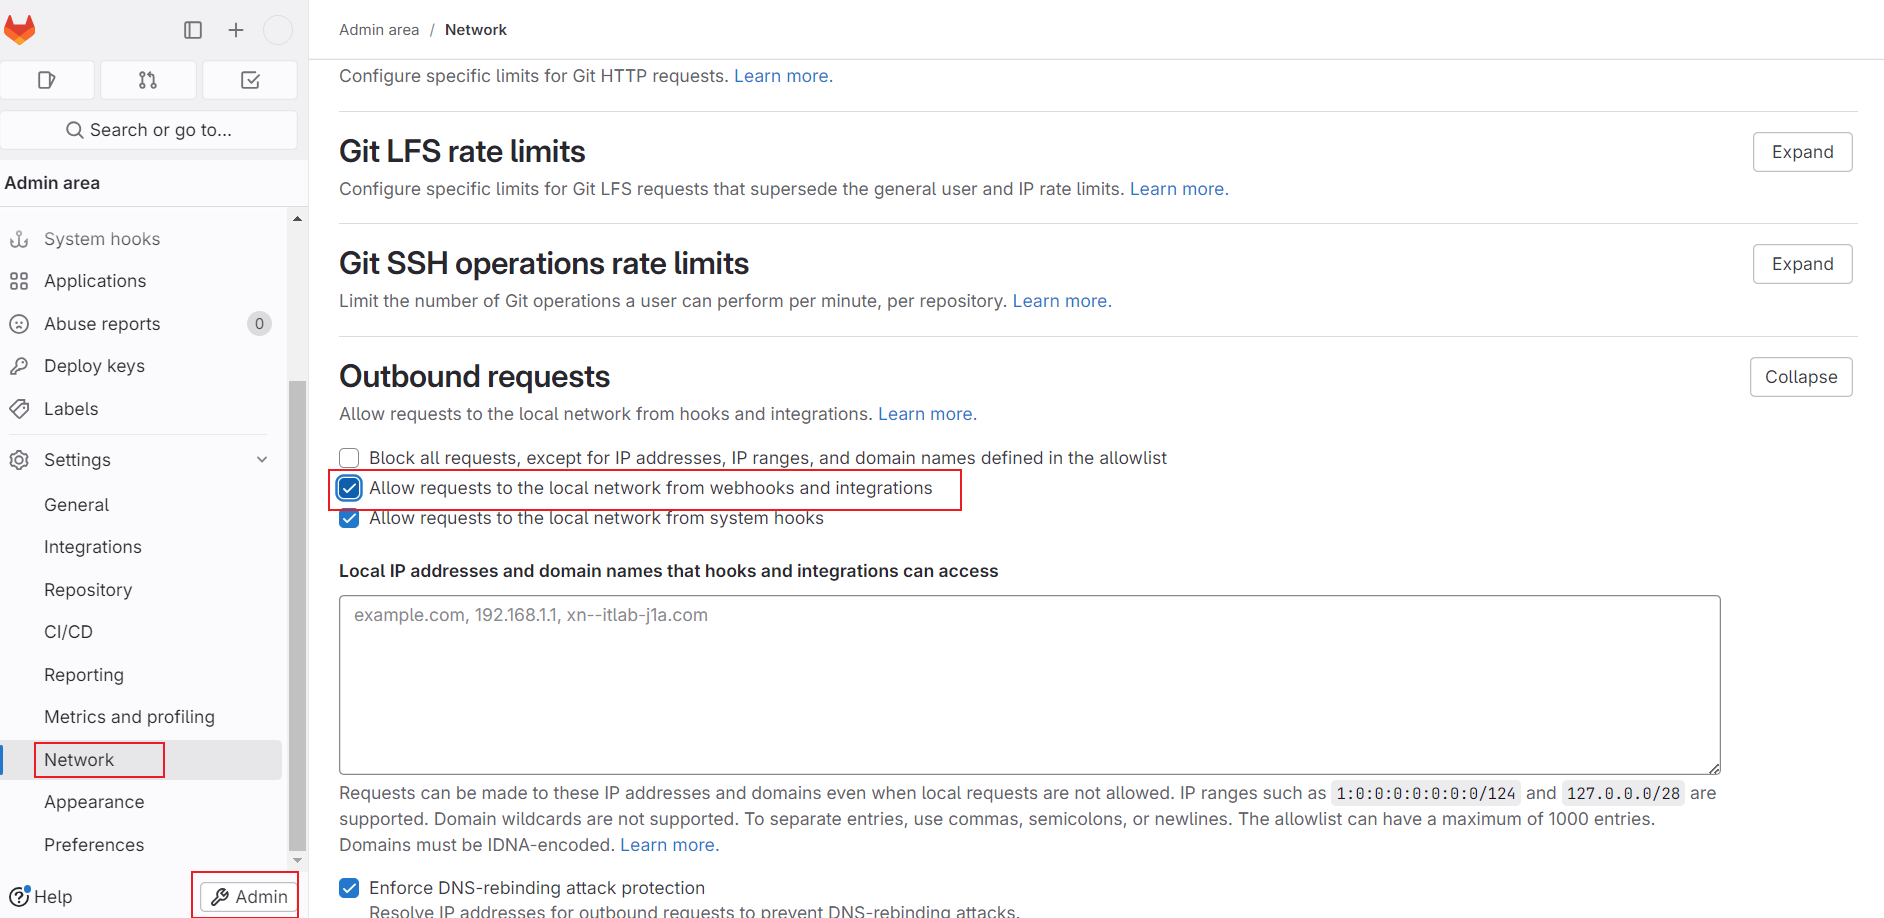 Search or go to...
Admin area
System hooks
Applications
Abuse reports 0
Deploy keys
Labels
Settings
General
Integrations
Repository
CI/CD
Reporting
Metrics and profiling
Network
Appearance
Preferences
Help
Admin
Admin area / Network
Configure specific limits for Git HTTP requests. Learn more.
Git LFS rate limits
Expand
Configure specific limits for Git LFS requests that supersede the general user and IP rate limits. Learn more.
Git SSH operations rate limits
Expand
Limit the number of Git operations a user can perform per minute, per repository. Learn more.
Outbound requests
Collapse
Allow requests to the local network from hooks and integrations. Learn more.
Block all requests, except for IP addresses, IP ranges, and domain names defined in the allowlist
Allow requests to the local network from webhooks and integrations
Allow requests to the local network from system hooks
Local IP addresses and domain names that hooks and integrations can access
example.com, 192.168.1.1, xn--itlab-j1a.com
Requests can be made to these IP addresses and domains even when local requests are not allowed. IP ranges such as 1:0:0:0:0:0:0:0/124 and 127.0.0.0/28 are
supported. Domain wildcards are not supported. To separate entries, use commas, semicolons, or newlines. The allowlist can have a maximum of 1000 entries.
Domains must be IDNA-encoded. Learn more.
Enforce DNS-rebinding attack protection
Resolve IP addresses for outbound requests to prevent DNS-rebinding attacks.